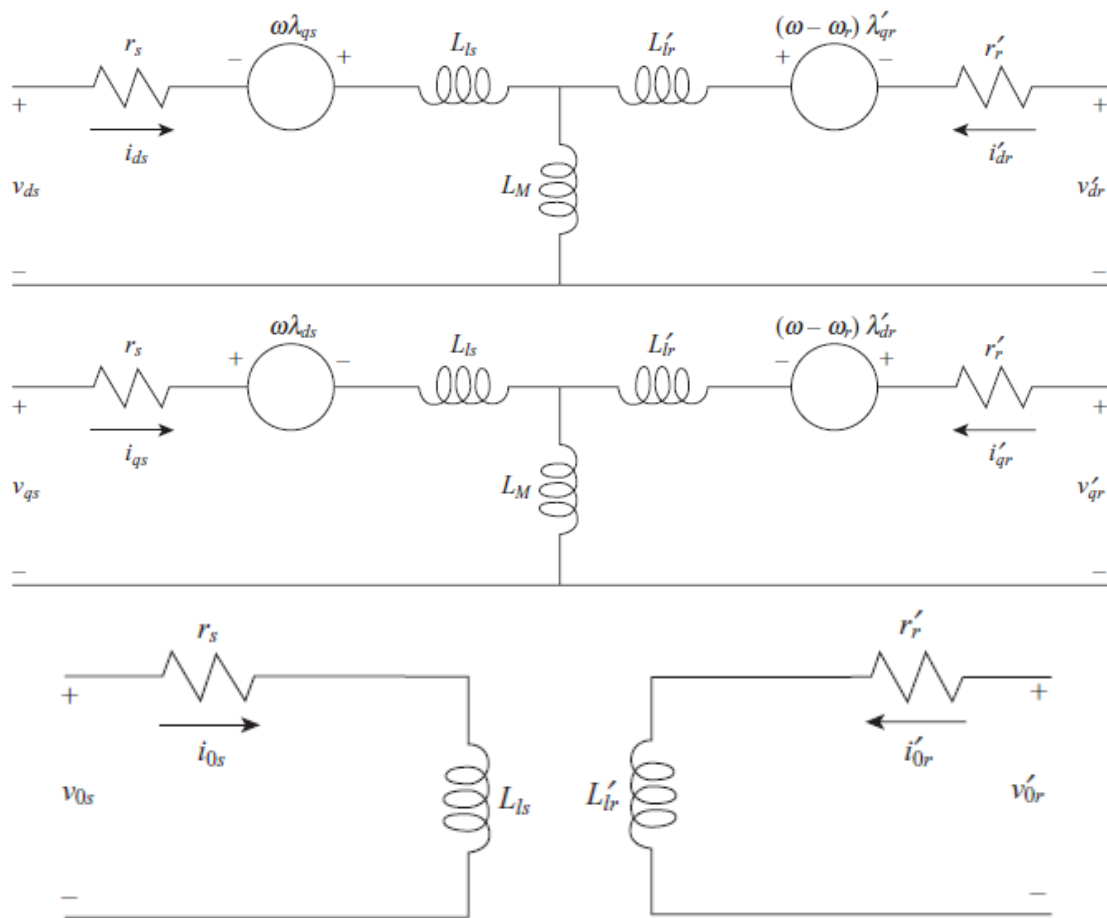 ωλqs (ω − ωr) λ′qr
rs − + Lls L′lr + − r′r
+ +
ids i′dr
vds LM v′dr
− −
ωλds (ω − ωr) λ′dr
rs + − Lls L′lr − + r′r
+ +
iqs i′qr
vqs LM v′qr
− −
rs r′r
+ +
i0s i′0r
v0s Lls L′lr v′0r
− −